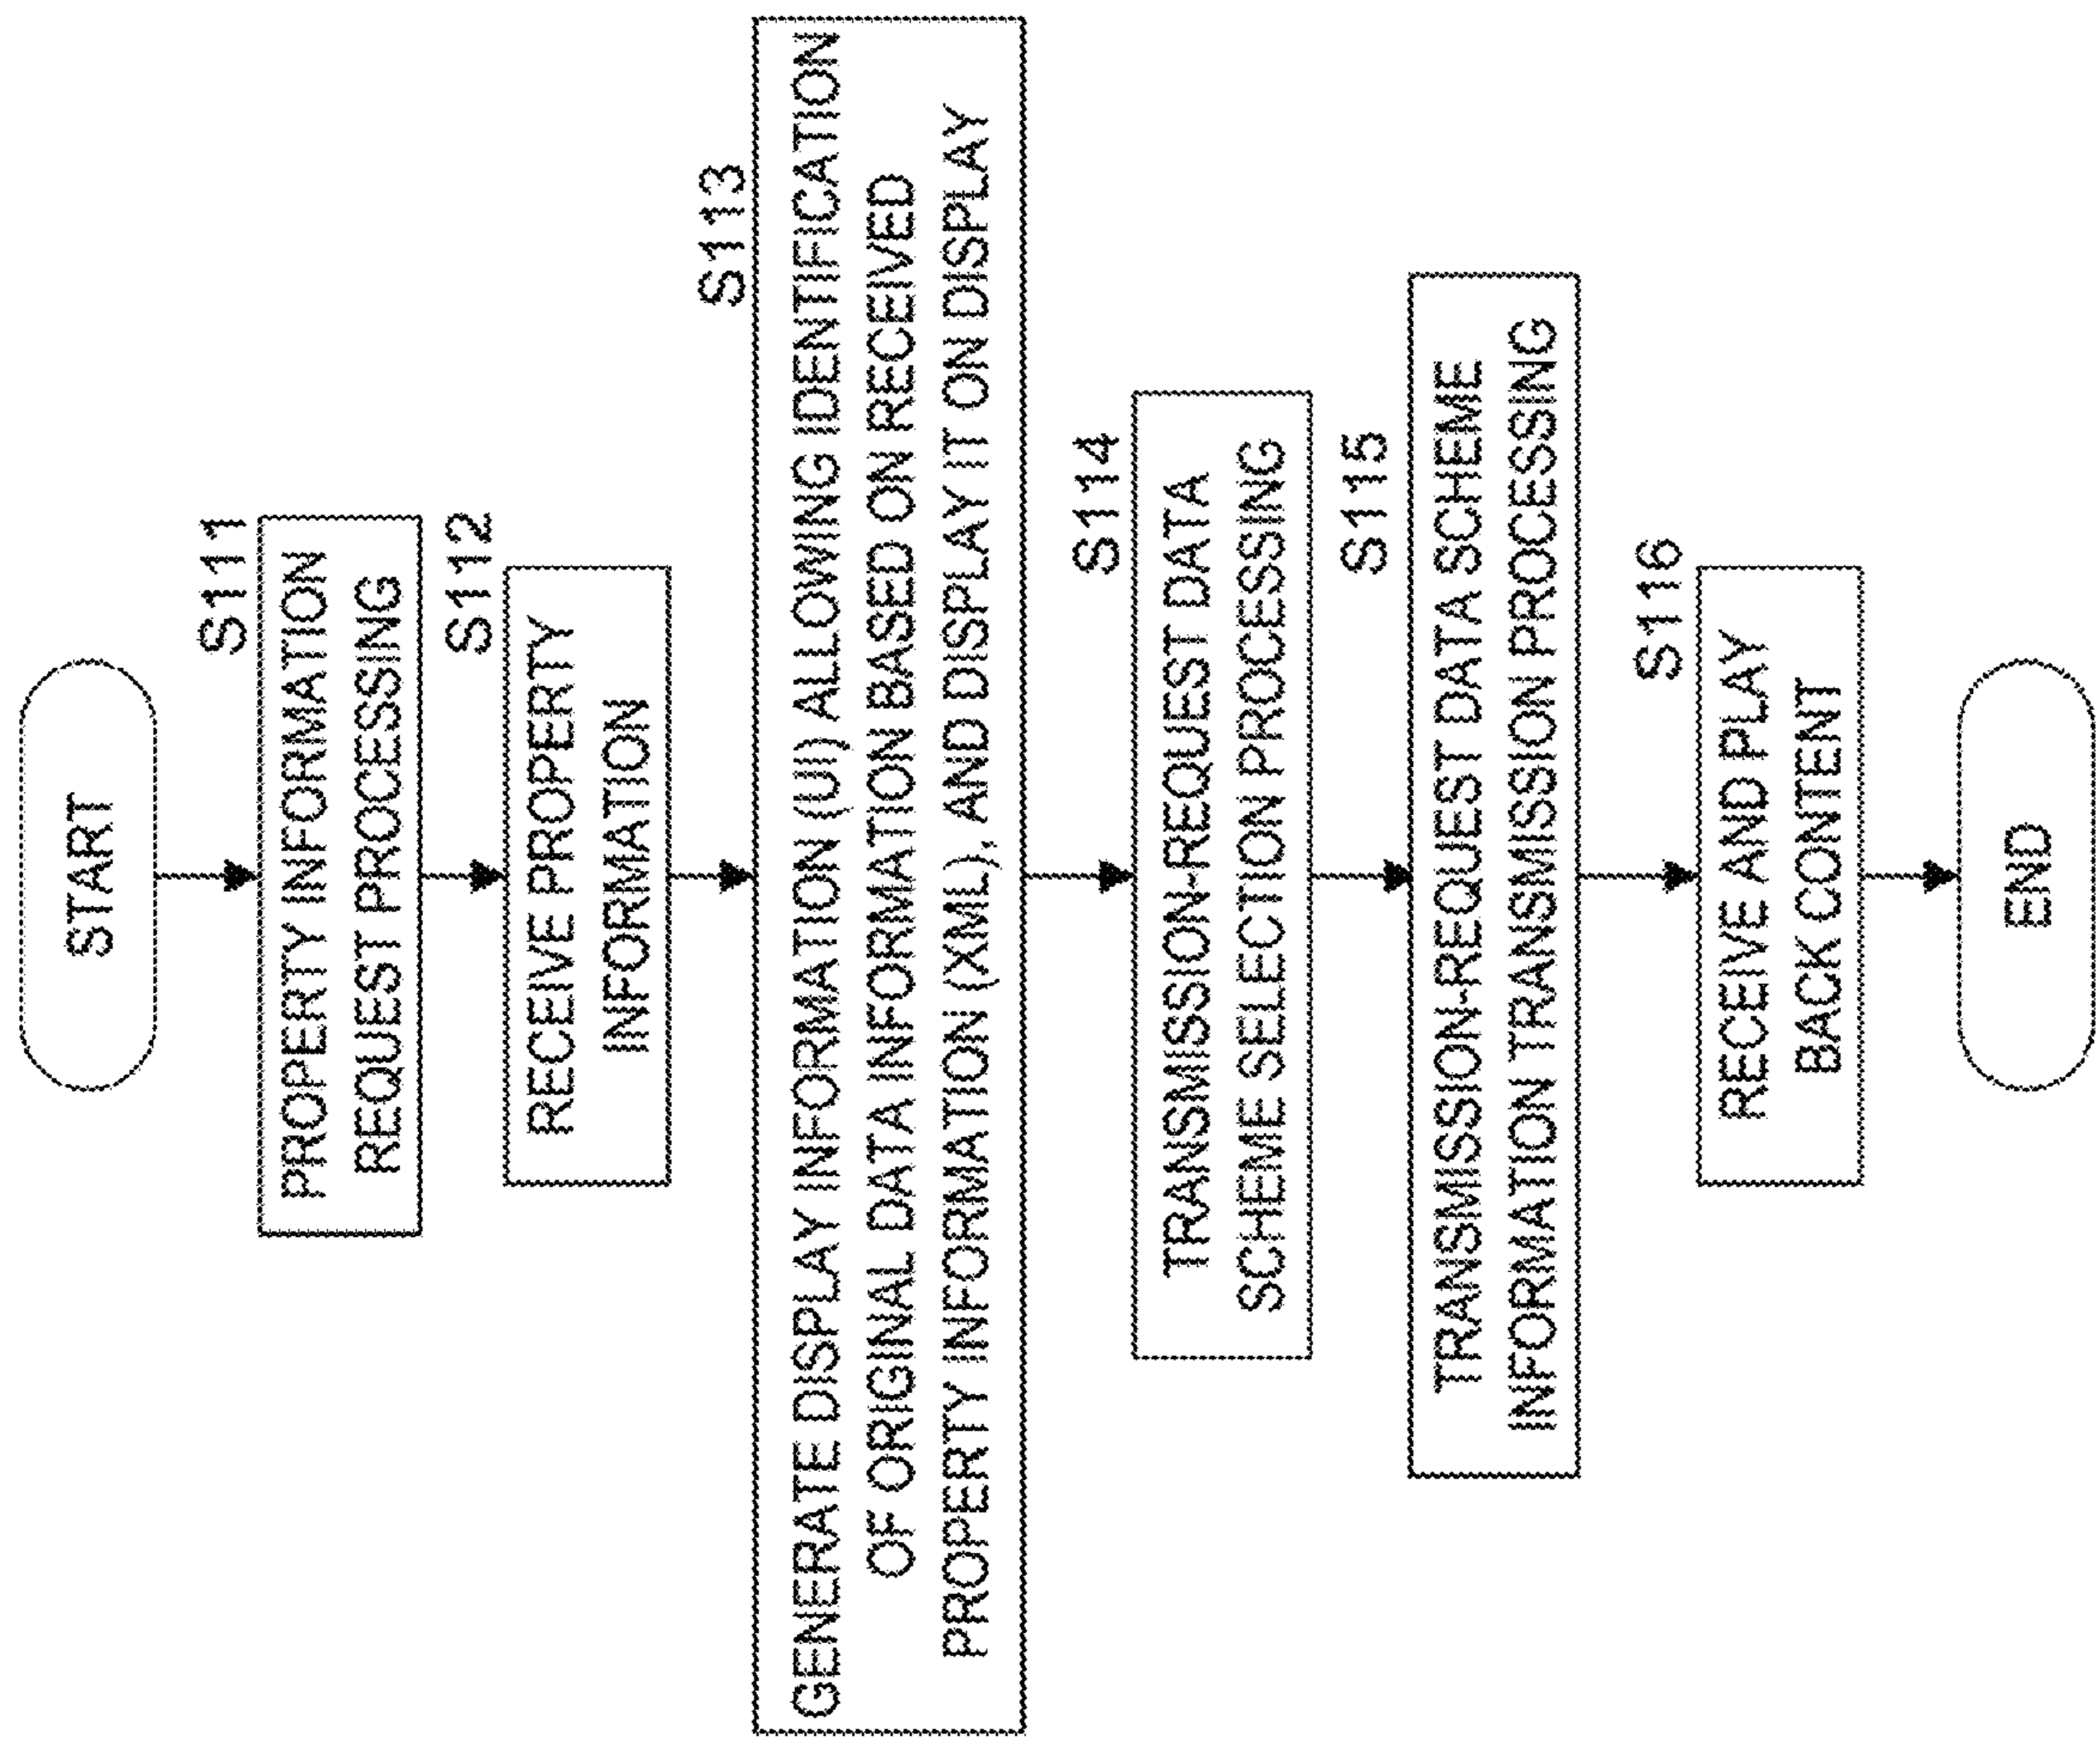 START
S111
PROPERTY INFORMATION
REQUEST PROCESSING
S112
RECEIVE PROPERTY
INFORMATION
S113
GENERATE DISPLAY INFORMATION (UI) ALLOWING IDENTIFICATION
OF ORIGINAL DATA INFORMATION BASED ON RECEIVED
PROPERTY INFORMATION (XML), AND DISPLAY IT ON DISPLAY
S114
TRANSMISSION-REQUEST DATA
SCHEME SELECTION PROCESSING
S115
TRANSMISSION-REQUEST DATA SCHEME
INFORMATION TRANSMISSION PROCESSING
S116
RECEIVE AND PLAY
BACK CONTENT
END